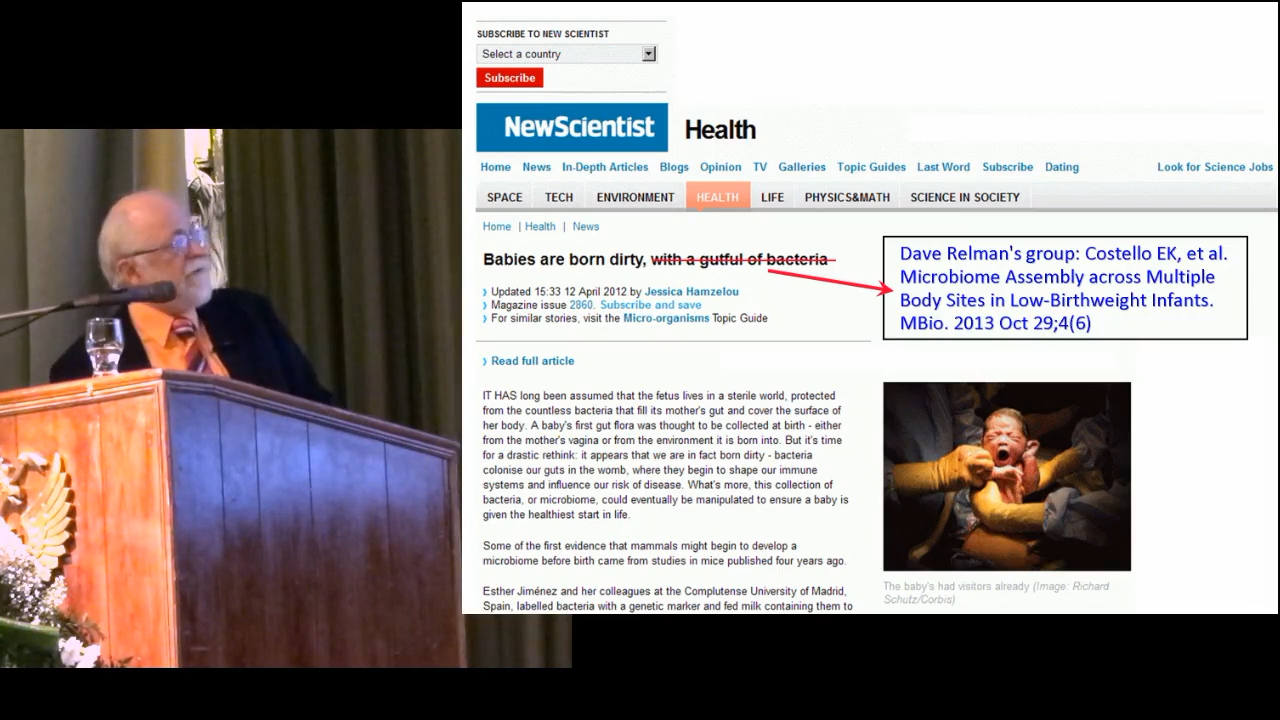 SUBSCRIBE TO NEW SCIENTIST
Select a country
Subscribe
NewScientist
Health
Home News In-Depth Articles Blogs Opinion TV Galleries Topic Guides Last Word Subscribe Dating Look for Science Jobs
SPACE TECH ENVIRONMENT HEALTH LIFE PHYSICS&MATH SCIENCE IN SOCIETY
Home | Health | News
Babies are born dirty, with a gutful of bacteria
Updated 15:33 12 April 2012 by Jessica Hamzelou
Magazine issue 2860. Subscribe and save
For similar stories, visit the Micro-organisms Topic Guide
Dave Relman's group: Costello EK, et al.
Microbiome Assembly across Multiple
Body Sites in Low-Birthweight Infants.
MBio. 2013 Oct 29;4(6)
Read full article
IT HAS long been assumed that the fetus lives in a sterile world, protected
from the countless bacteria that fill its mother's gut and cover the surface of
her body. A baby's first gut flora was thought to be collected at birth - either
from the mother's vagina or from the environment it is born into. But it's time
for a drastic rethink: it appears that we are in fact born dirty - bacteria
colonise our guts in the womb, where they begin to shape our immune
systems and influence our risk of disease. What's more, this collection of
bacteria, or microbiome, could eventually be manipulated to ensure a baby is
given the healthiest start in life.
Some of the first evidence that mammals might begin to develop a
microbiome before birth came from studies in mice published four years ago.
Esther Jiménez and her colleagues at the Complutense University of Madrid,
Spain, labelled bacteria with a genetic marker and fed milk containing them to
The baby's had visitors already (Image: Richard
Schutz/Corbis)